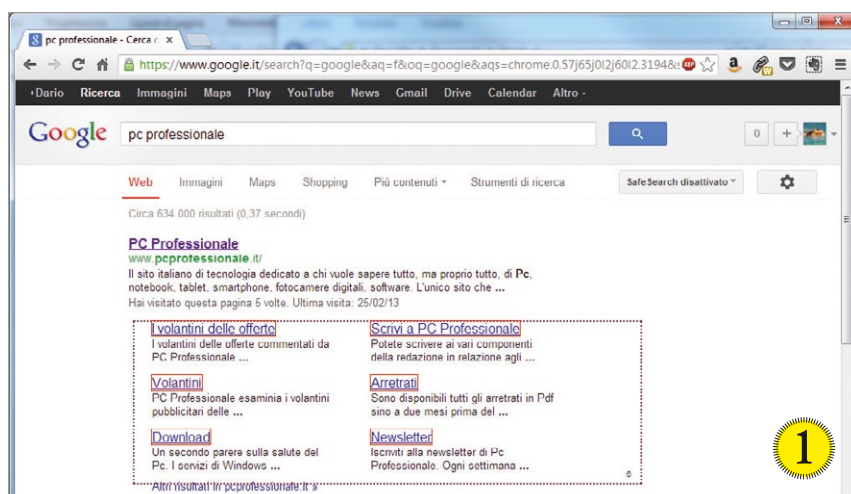 pc professionale - Cerca c
https://www.google.it/search?q=google&aq=f&oq=google&aqs=chrome.0.57j65j0l2j60l2.3194&s
Dario Ricerca Immagini Maps Play YouTube News Gmail Drive Calendar Altro
Google pc professionale 0 +
Web Immagini Maps Shopping Più contenuti Strumenti di ricerca SafeSearch disattivato
Circa 634.000 risultati (0,37 secondi)
PC Professionale
www.pcprofessionale.it/
Il sito italiano di tecnologia dedicato a chi vuole sapere tutto, ma proprio tutto, di Pc,
notebook, tablet, smartphone, fotocamere digitali, software. L'unico sito che ...
Hai visitato questa pagina 5 volte. Ultima visita: 25/02/13
I volantini delle offerte
I volantini delle offerte commentati da
PC Professionale ...
Scrivi a PC Professionale
Potete scrivere ai vari componenti
della redazione in relazione agli ...
Volantini
PC Professionale esaminia i volantini
pubblicitari delle ...
Arretrati
Sono disponibili tutti gli arretrati in Pdf
sino a due mesi prima del ...
Download
Un secondo parere sulla salute del
Pc. I servizi di Windows ...
Newsletter
Iscriviti alla newsletter di Pc
Professionale. Ogni settimana ...
6
Altri risultati in pcprofessionale.it »
1